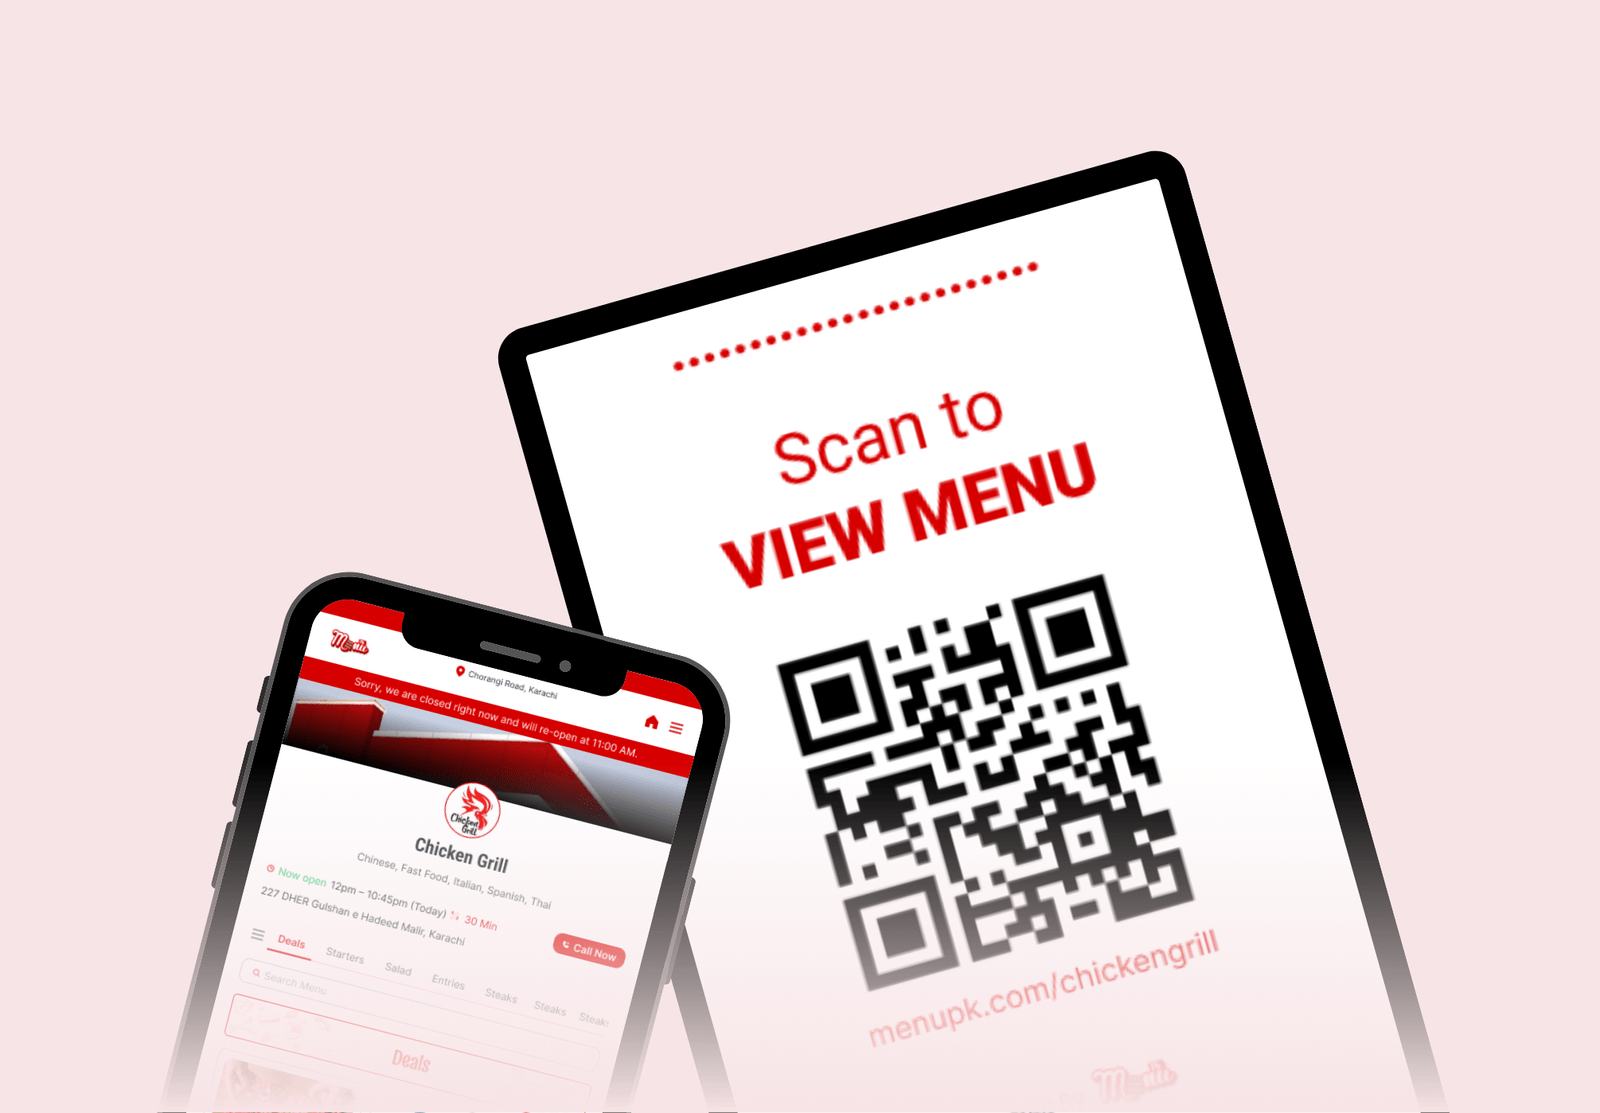 Scan to
VIEW MENU
menupk.com/chickengrill
Menu
Chorangi Road, Karachi
Sorry, we are closed right now and will re-open at 11:00 AM.
Chicken
Grill
Chicken Grill
Chinese, Fast Food, Italian, Spanish, Thai
Now open 12pm – 10:45pm (Today) 30 Min
227 DHER Gulshan e Hadeed Malir, Karachi
Call Now
Deals Starters Salad Entries Steaks Steaks Steaks
Search Menu
Deals